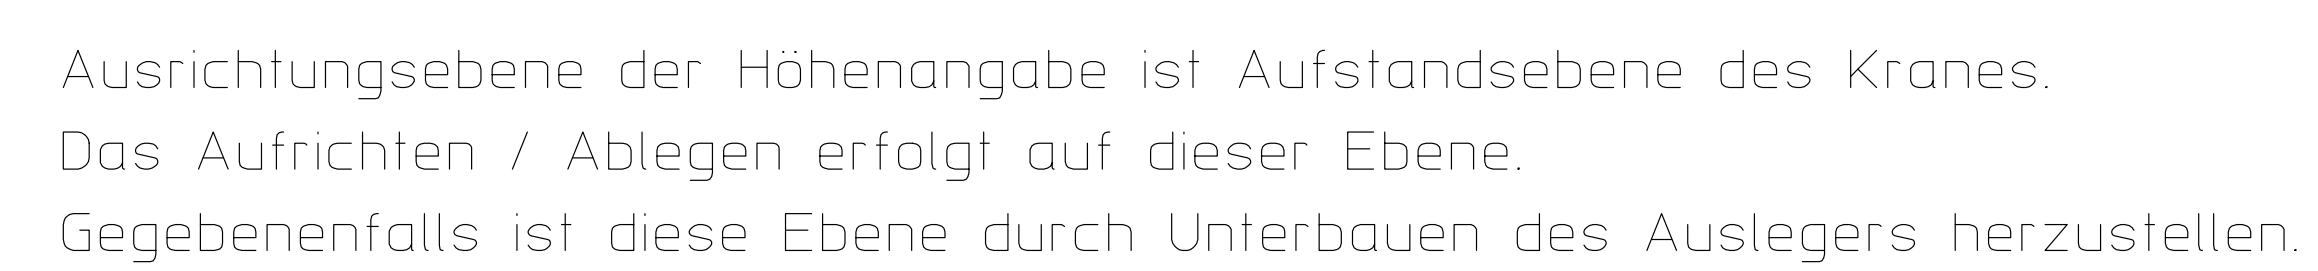 Ausrichtungsebene der Höhenangabe ist Aufstandsebene des Kranes.
Das Aufrichten / Ablegen erfolgt auf dieser Ebene.
Gegebenenfalls ist diese Ebene durch Unterbauen des Auslegers herzustellen.